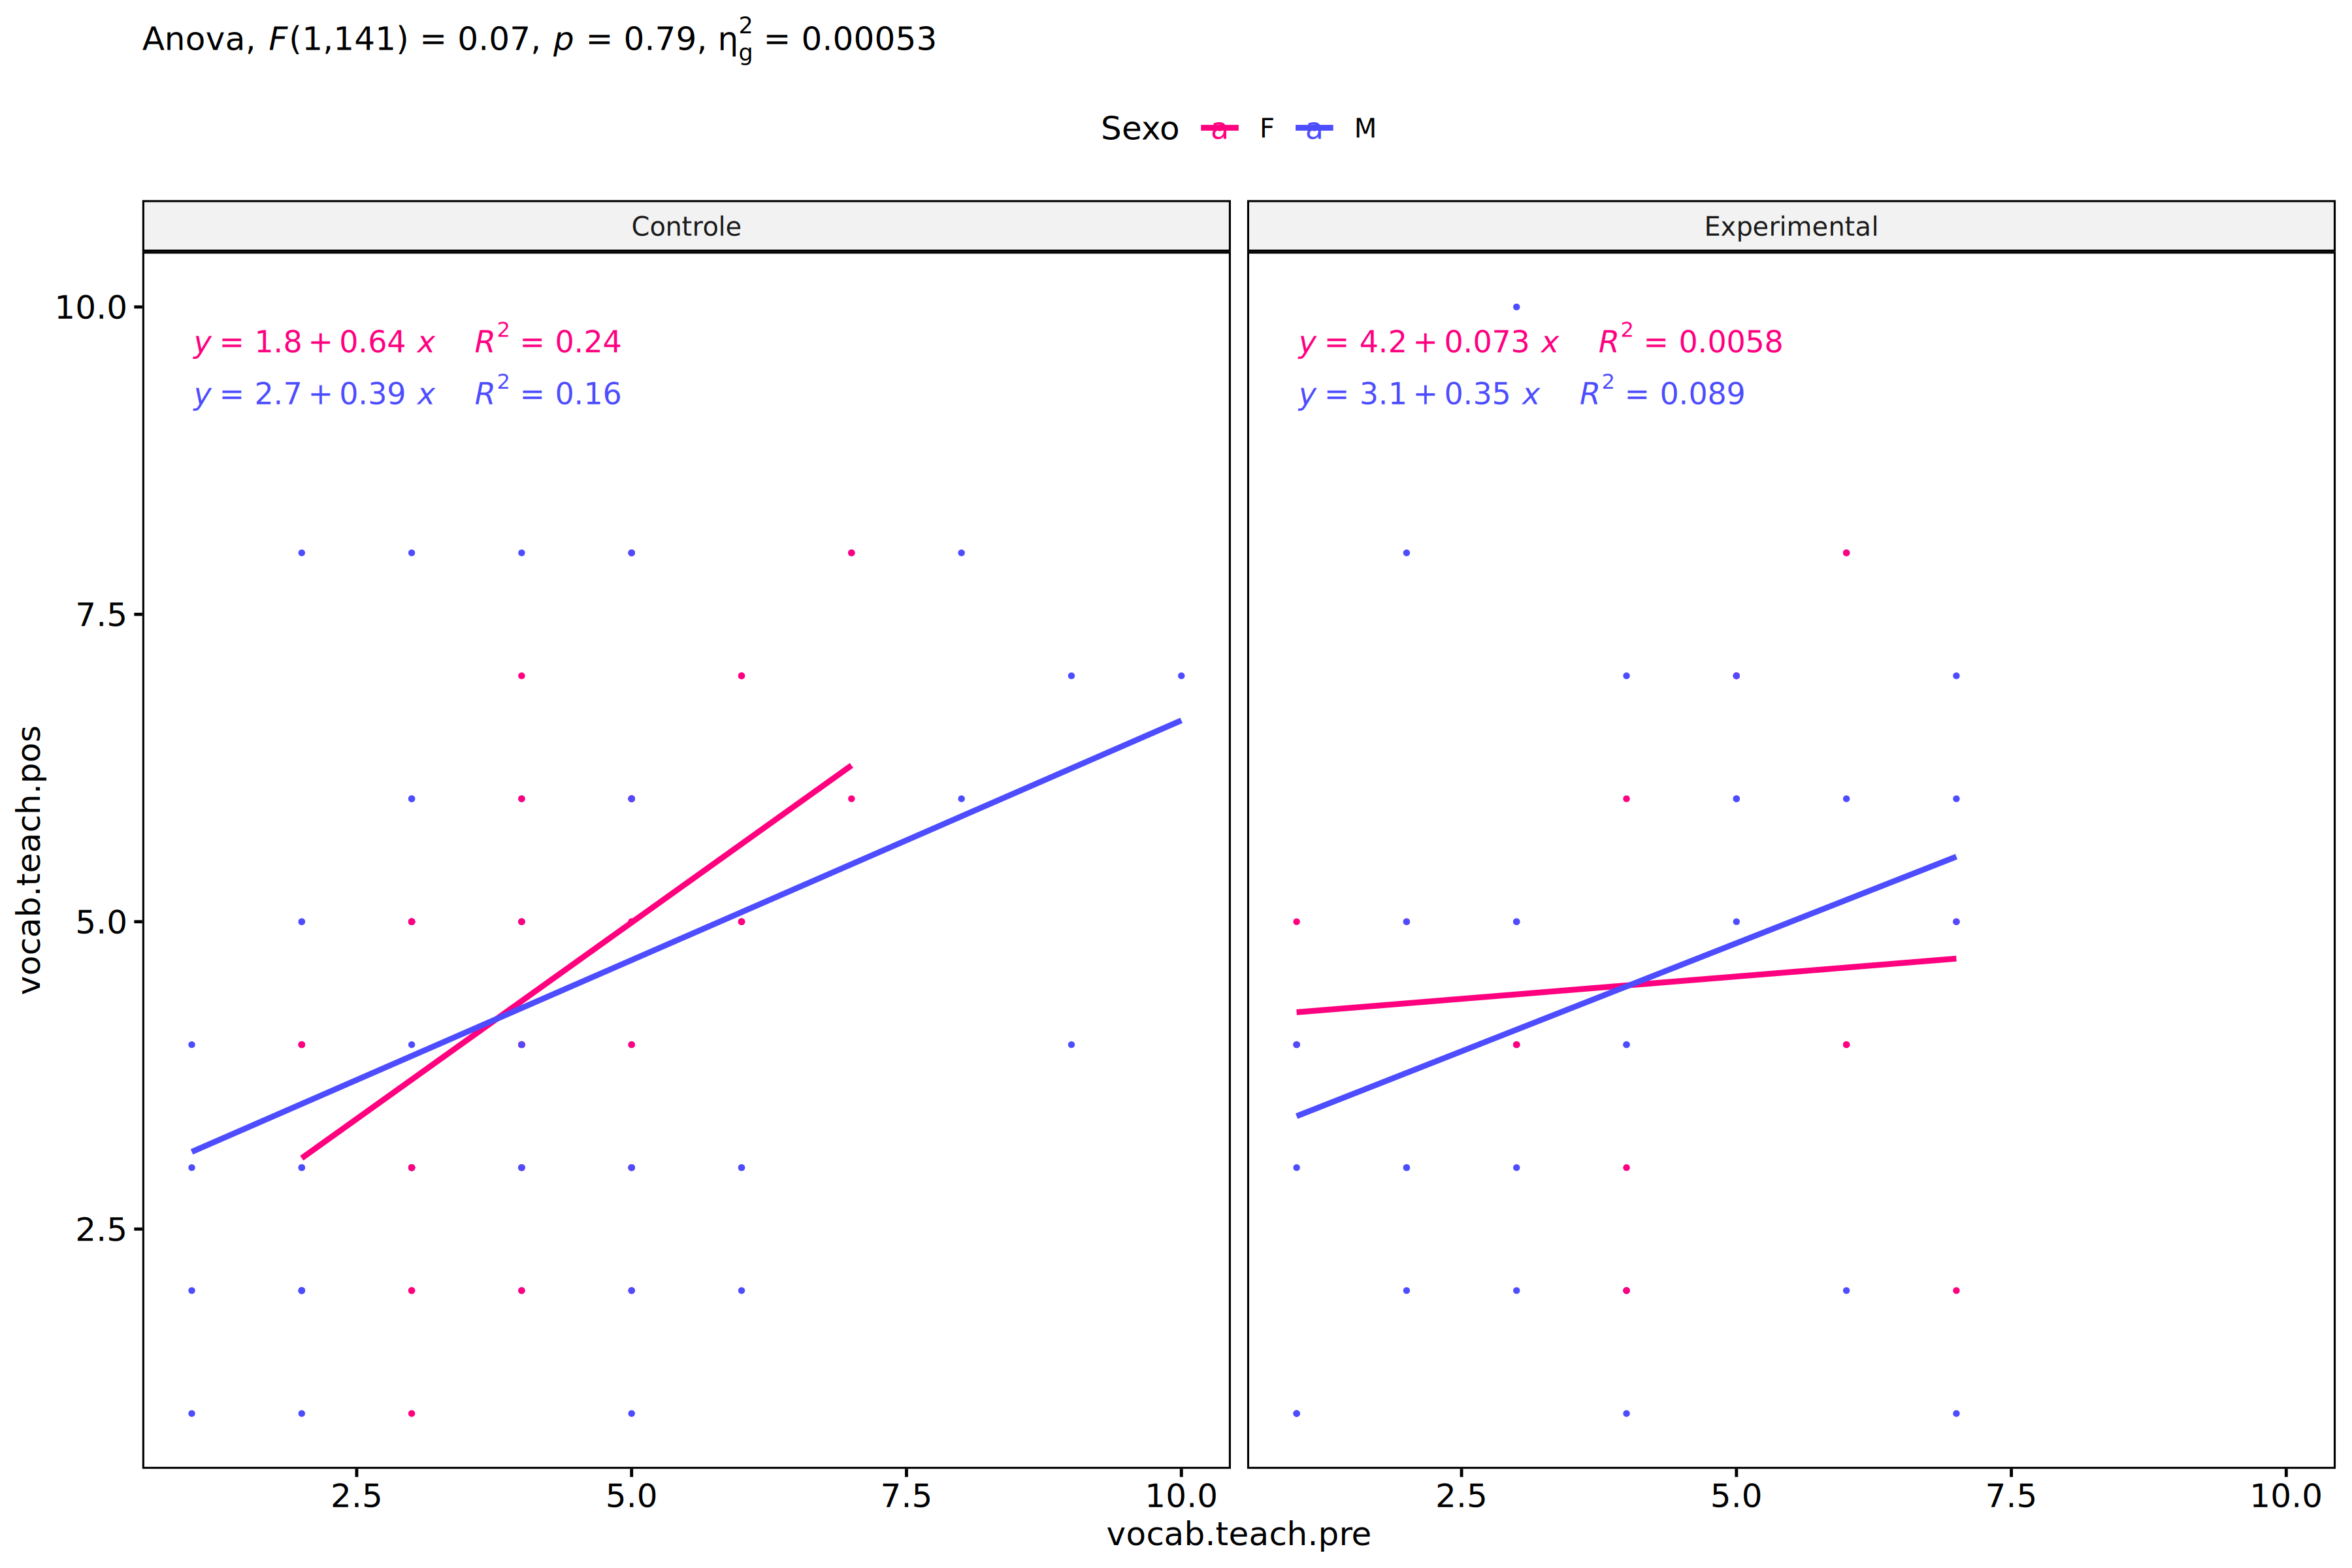 Anova, F(1,141) = 0.07, p = 0.79, η²g = 0.00053
Sexo a F a M
Controle
Experimental
y = 1.8 + 0.64 x R² = 0.24
y = 2.7 + 0.39 x R² = 0.16
y = 4.2 + 0.073 x R² = 0.0058
y = 3.1 + 0.35 x R² = 0.089
10.0
7.5
5.0
2.5
vocab.teach.pos
2.5 5.0 7.5 10.0
2.5 5.0 7.5 10.0
vocab.teach.pre